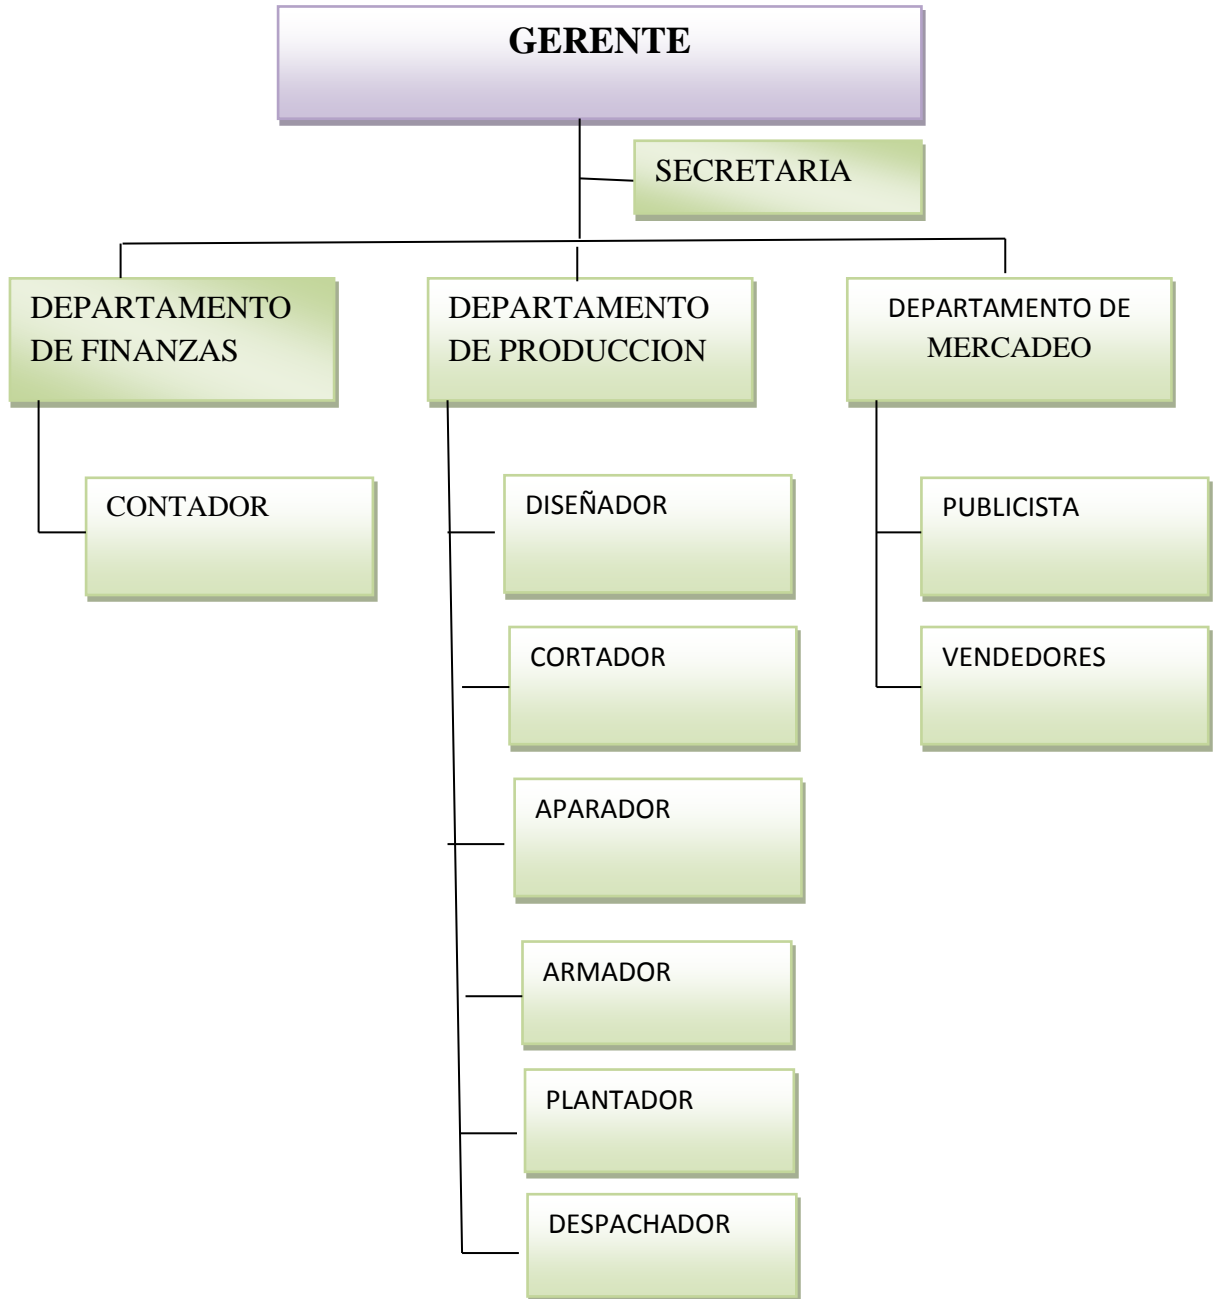 GERENTE
SECRETARIA
DEPARTAMENTO
DE FINANZAS
DEPARTAMENTO
DE PRODUCCION
DEPARTAMENTO DE
MERCADEO
CONTADOR
DISEÑADOR
CORTADOR
APARADOR
ARMADOR
PLANTADOR
DESPACHADOR
PUBLICISTA
VENDEDORES